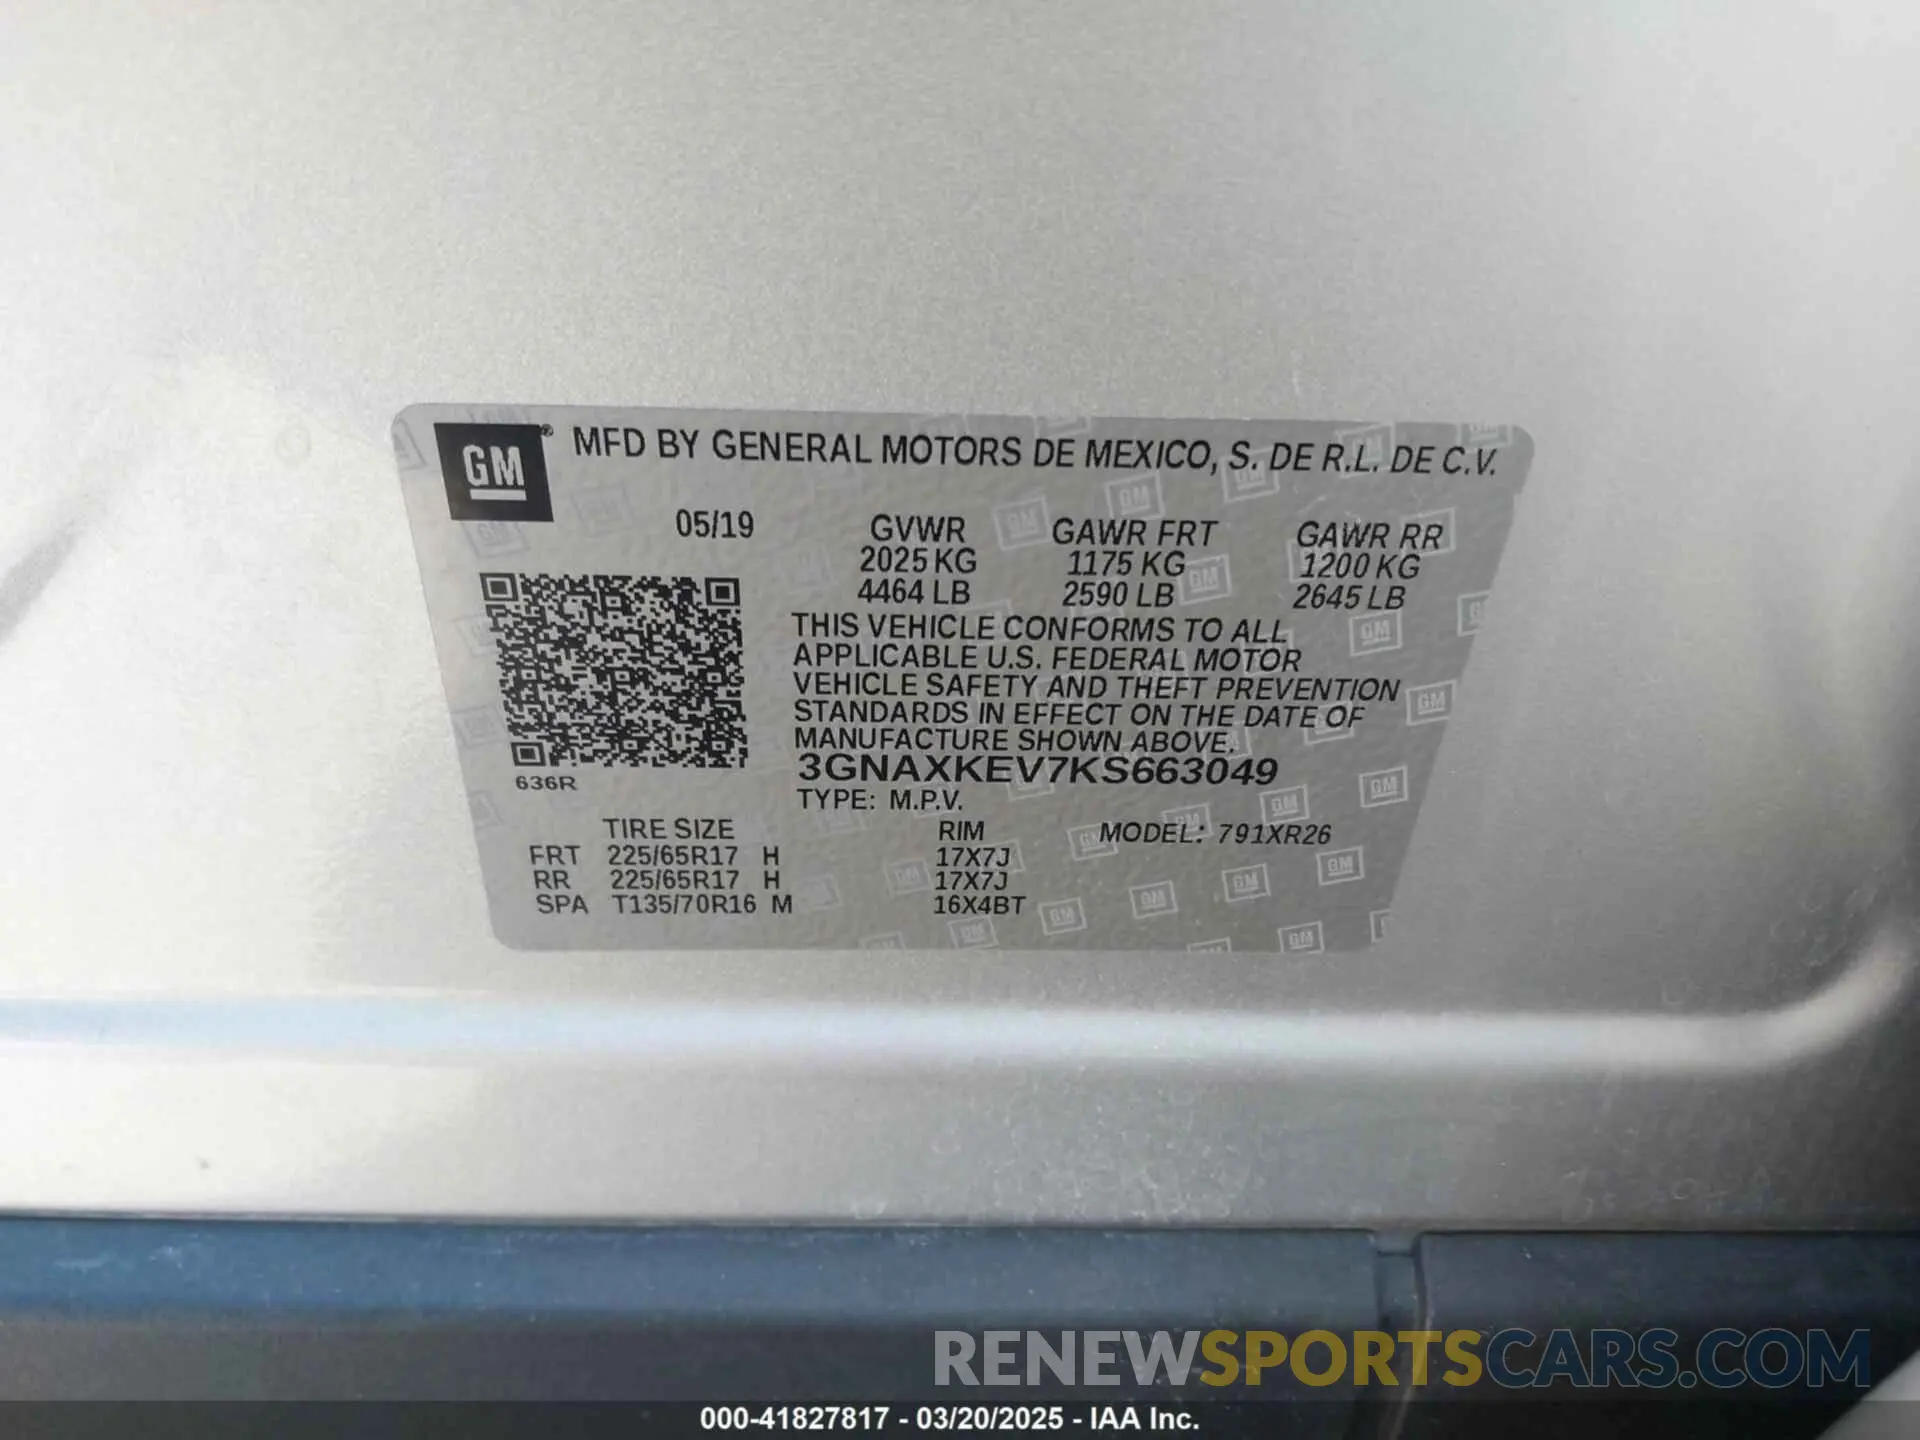 GM® MFD BY GENERAL MOTORS DE MEXICO, S. DE R.L. DE C.V.
05/19 GVWR GAWR FRT GAWR RR
2025 KG 1175 KG 1200 KG
4464 LB 2590 LB 2645 LB
THIS VEHICLE CONFORMS TO ALL
APPLICABLE U.S. FEDERAL MOTOR
VEHICLE SAFETY AND THEFT PREVENTION
STANDARDS IN EFFECT ON THE DATE OF
MANUFACTURE SHOWN ABOVE.
3GNAXKEV7KS663049
636R
TYPE: M.P.V.
TIRE SIZE RIM MODEL: 791XR26
FRT 225/65R17 H 17X7J
RR 225/65R17 H 17X7J
SPA T135/70R16 M 16X4BT
RENEWSPORTSCARS.COM
000-41827817 - 03/20/2025 - IAA Inc.